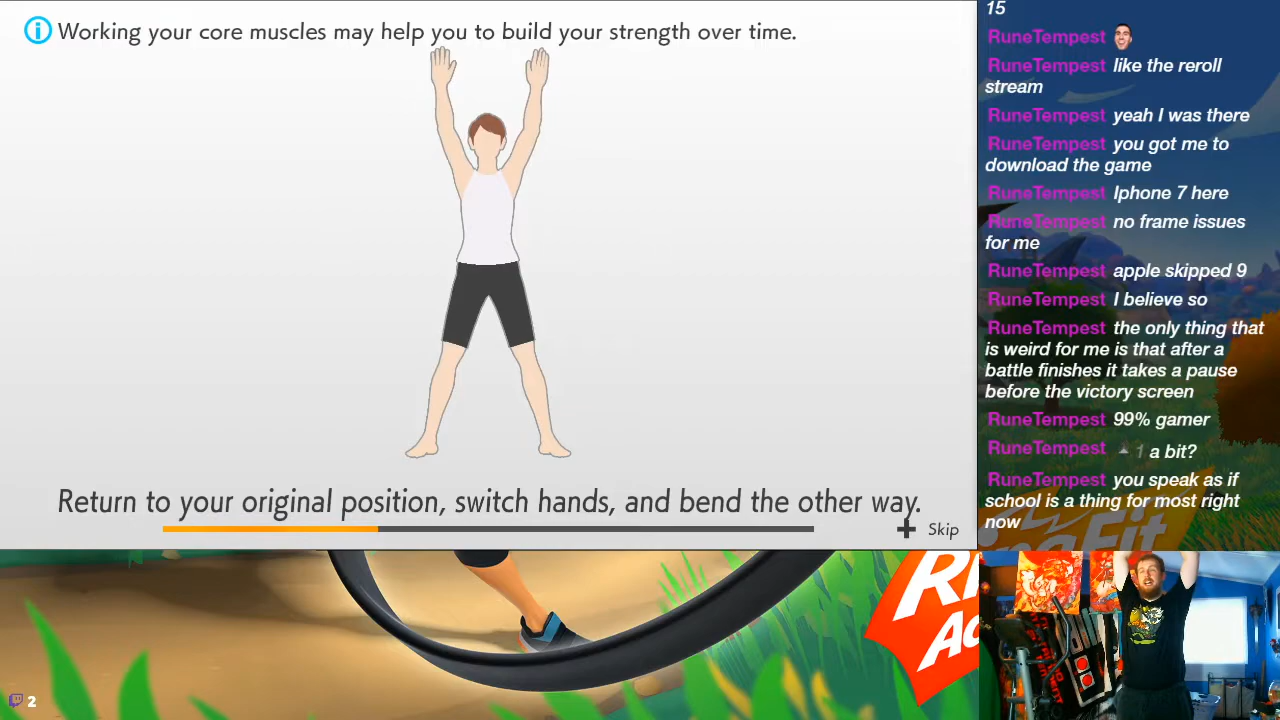 Working your core muscles may help you to build your strength over time.
Return to your original position, switch hands, and bend the other way.
Skip
15
RuneTempest
RuneTempest like the reroll
stream
RuneTempest yeah I was there
RuneTempest you got me to
download the game
RuneTempest Iphone 7 here
RuneTempest no frame issues
for me
RuneTempest apple skipped 9
RuneTempest I believe so
RuneTempest the only thing that
is weird for me is that after a
battle finishes it takes a pause
before the victory screen
RuneTempest 99% gamer
RuneTempest 1 a bit?
RuneTempest you speak as if
school is a thing for most right
now
2